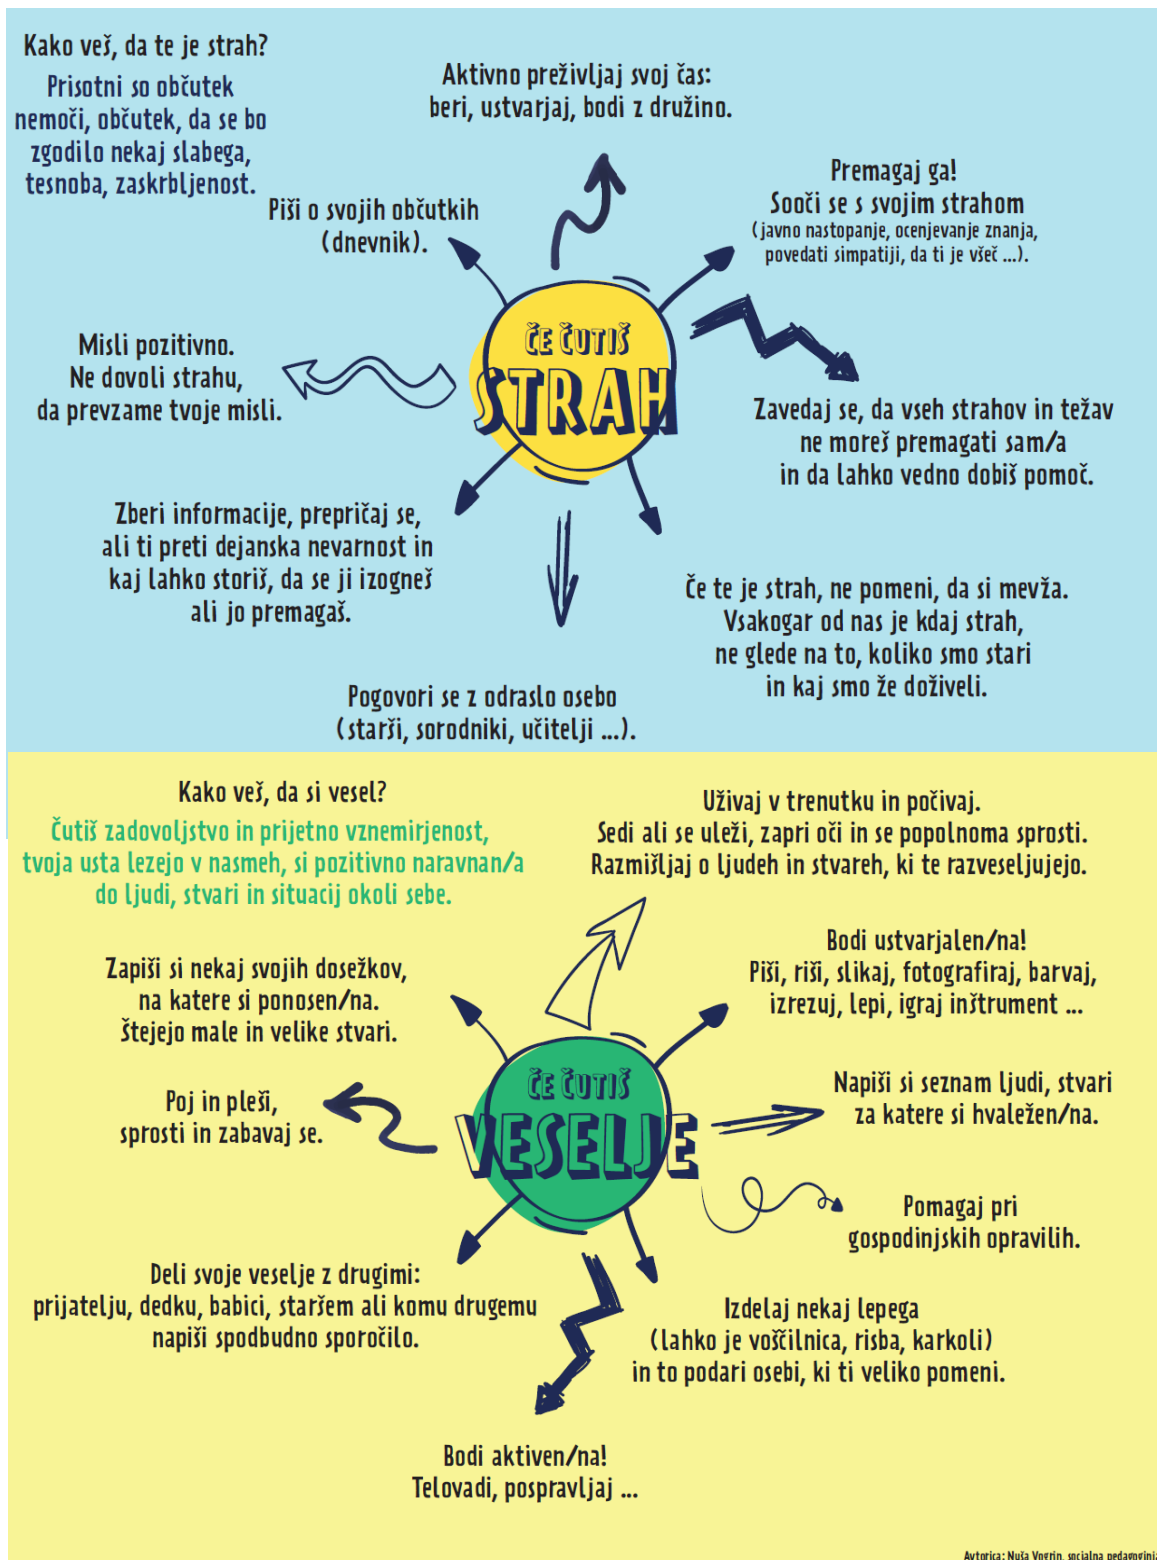 Kako veš, da te je strah?
Prisotni so občutek
nemoči, občutek, da se bo
zgodilo nekaj slabega,
tesnoba, zaskrbljenost.
Aktivno preživljaj svoj čas:
beri, ustvarjaj, bodi z družino.
Premagaj ga!
Sooči se s svojim strahom
(javno nastopanje, ocenjevanje znanja,
povedati simpatiji, da ti je všeč ...).
Piši o svojih občutkih
(dnevnik).
ČE ČUTIŠ
STRAH
Misli pozitivno.
Ne dovoli strahu,
da prevzame tvoje misli.
Zavedaj se, da vseh strahov in težav
ne moreš premagati sam/a
in da lahko vedno dobiš pomoč.
Zberi informacije, prepričaj se,
ali ti preti dejanska nevarnost in
kaj lahko storiš, da se ji izogneš
ali jo premagaš.
Če te je strah, ne pomeni, da si mevža.
Vsakogar od nas je kdaj strah,
ne glede na to, koliko smo stari
in kaj smo že doživeli.
Pogovori se z odraslo osebo
(starši, sorodniki, učitelji ...).
Kako veš, da si vesel?
Čutiš zadovoljstvo in prijetno vznemirjenost,
tvoja usta lezejo v nasmeh, si pozitivno naravnan/a
do ljudi, stvari in situacij okoli sebe.
Uživaj v trenutku in počivaj.
Sedi ali se uleži, zapri oči in se popolnoma sprosti.
Razmišljaj o ljudeh in stvareh, ki te razveseljujejo.
Zapiši si nekaj svojih dosežkov,
na katere si ponosen/na.
Štejejo male in velike stvari.
Bodi ustvarjalen/na!
Piši, riši, slikaj, fotografiraj, barvaj,
izrezuj, lepi, igraj inštrument ...
ČE ČUTIŠ
VESELJE
Poj in pleši,
sprosti in zabavaj se.
Napiši si seznam ljudi, stvari
za katere si hvaležen/na.
Pomagaj pri
gospodinjskih opravilih.
Deli svoje veselje z drugimi:
prijatelju, dedku, babici, staršem ali komu drugemu
napiši spodbudno sporočilo.
Izdelaj nekaj lepega
(lahko je voščilnica, risba, karkoli)
in to podari osebi, ki ti veliko pomeni.
Bodi aktiven/na!
Telovadi, pospravljaj ...
Avtorica: Nuša Vogrin, socialna pedagoginja